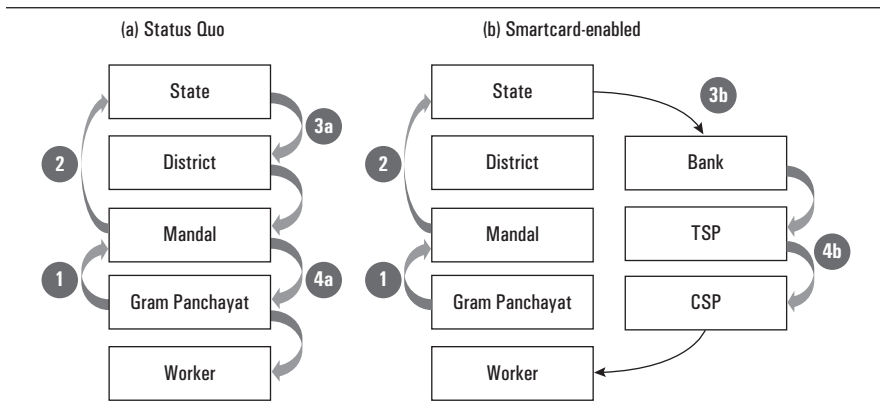 (a) Status Quo
State
District
Mandal
Gram Panchayat
Worker
1
2
3a
4a
(b) Smartcard-enabled
State
District
Mandal
Gram Panchayat
Worker
Bank
TSP
CSP
1
2
3b
4b